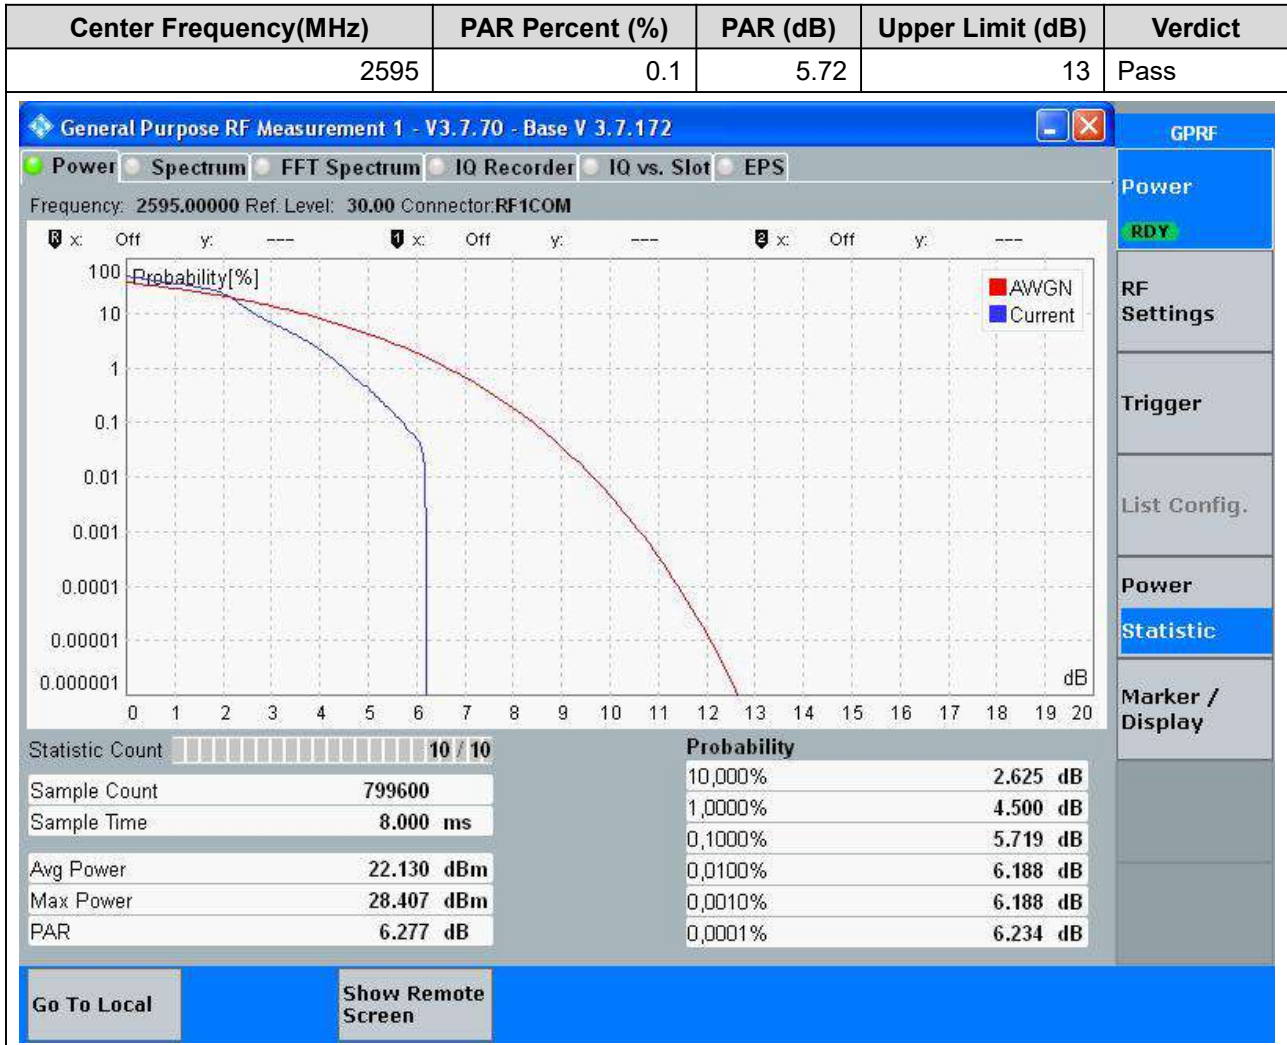 Center Frequency(MHz) PAR Percent (%) PAR (dB) Upper Limit (dB) Verdict
2595 0.1 5.72 13 Pass
General Purpose RF Measurement 1 - V3.7.70 - Base V 3.7.172
GPRF
Power Spectrum FFT Spectrum IQ Recorder IQ vs. Slot EPS
Frequency: 2595.00000 Ref. Level: 30.00 Connector:RF1COM
R x: Off y: --- 1 x: Off y: --- 2 x: Off y: ---
Probability[%]
AWGN
Current
100
10
1
0.1
0.01
0.001
0.0001
0.00001
0.000001
dB
0 1 2 3 4 5 6 7 8 9 10 11 12 13 14 15 16 17 18 19 20
Statistic Count 10 / 10
Sample Count 799600
Sample Time 8.000 ms
Avg Power 22.130 dBm
Max Power 28.407 dBm
PAR 6.277 dB
Probability
10,000% 2.625 dB
1,0000% 4.500 dB
0,1000% 5.719 dB
0,0100% 6.188 dB
0,0010% 6.188 dB
0,0001% 6.234 dB
Power
RDY
RF
Settings
Trigger
List Config.
Power
Statistic
Marker /
Display
Go To Local
Show Remote
Screen